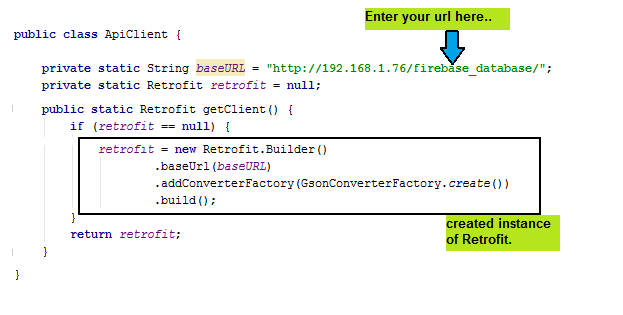 Enter your url here..
public class ApiClient {
private static String baseURL = "http://192.168.1.76/firebase_database/";
private static Retrofit retrofit = null;
public static Retrofit getClient() {
if (retrofit == null) {
retrofit = new Retrofit.Builder()
.baseUrl(baseURL)
.addConverterFactory(GsonConverterFactory.create())
.build();
}
return retrofit;
created instance
of Retrofit.
}
}